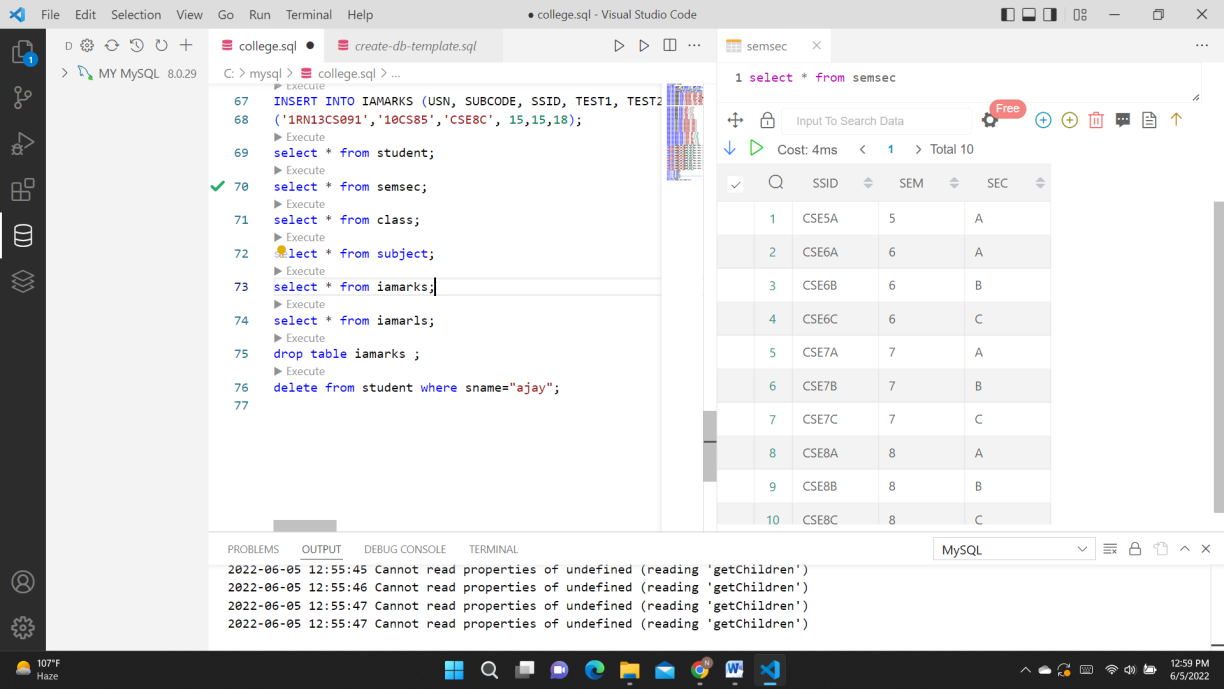 File Edit Selection View Go Run Terminal Help
● college.sql - Visual Studio Code
1
D
MY MySQL 8.0.29
college.sql ●
create-db-template.sql
C: > mysql > college.sql > ...
Execute
67 INSERT INTO IAMARKS (USN, SUBCODE, SSID, TEST1, TEST2
68 ('1RN13CS091','10CS85','CSE8C', 15,15,18);
Execute
69 select * from student;
Execute
70 select * from semsec;
Execute
71 select * from class;
Execute
72 select * from subject;
Execute
73 select * from iamarks;
Execute
74 select * from iamarls;
Execute
75 drop table iamarks ;
Execute
76 delete from student where sname="ajay";
77
semsec
1 select * from semsec
Input To Search Data
Free
Cost: 4ms < 1 > Total 10
SSID SEM SEC
1 CSE5A 5 A
2 CSE6A 6 A
3 CSE6B 6 B
4 CSE6C 6 C
5 CSE7A 7 A
6 CSE7B 7 B
7 CSE7C 7 C
8 CSE8A 8 A
9 CSE8B 8 B
10 CSE8C 8 C
PROBLEMS OUTPUT DEBUG CONSOLE TERMINAL
MySQL
2022-06-05 12:55:45 Cannot read properties of undefined (reading 'getChildren')
2022-06-05 12:55:46 Cannot read properties of undefined (reading 'getChildren')
2022-06-05 12:55:47 Cannot read properties of undefined (reading 'getChildren')
2022-06-05 12:55:47 Cannot read properties of undefined (reading 'getChildren')
107°F
Haze
N
W
12:59 PM
6/5/2022